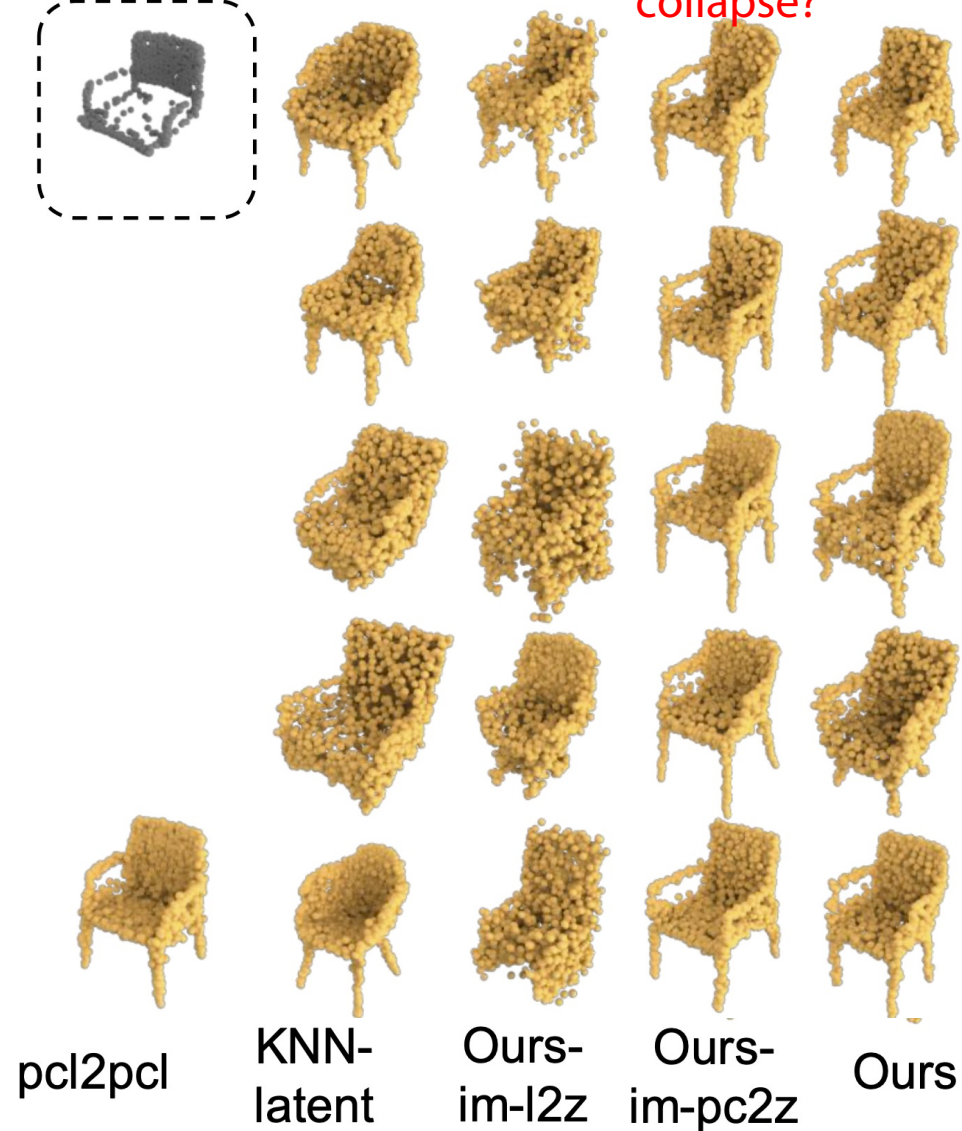 collapse?
pcl2pcl
KNN-
latent
Ours-
im-l2z
Ours-
im-pc2z
Ours